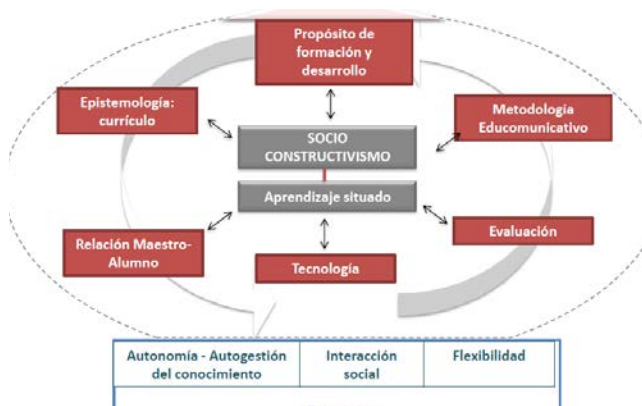 Propósito de
formación y
desarrollo
Epistemología:
currículo
Metodología
Educomunicativo
SOCIO
CONSTRUCTIVISMO
Aprendizaje situado
Relación Maestro-
Alumno
Evaluación
Tecnología
Autonomía - Autogestión
del conocimiento
Interacción
social
Flexibilidad